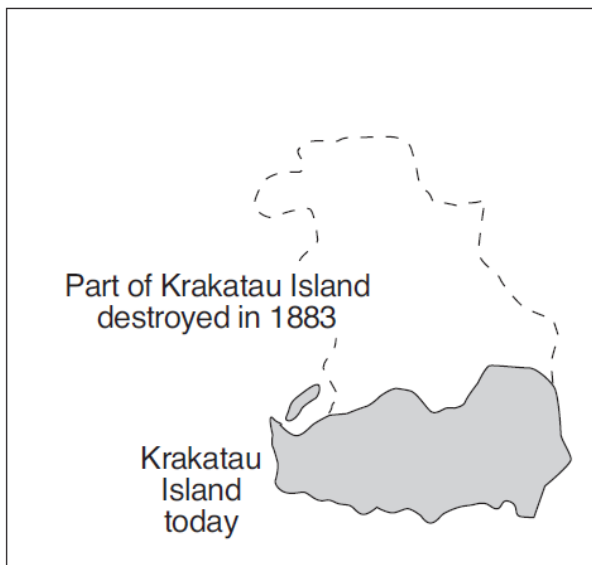 Part of Krakatau Island
destroyed in 1883
Krakatau
Island
today